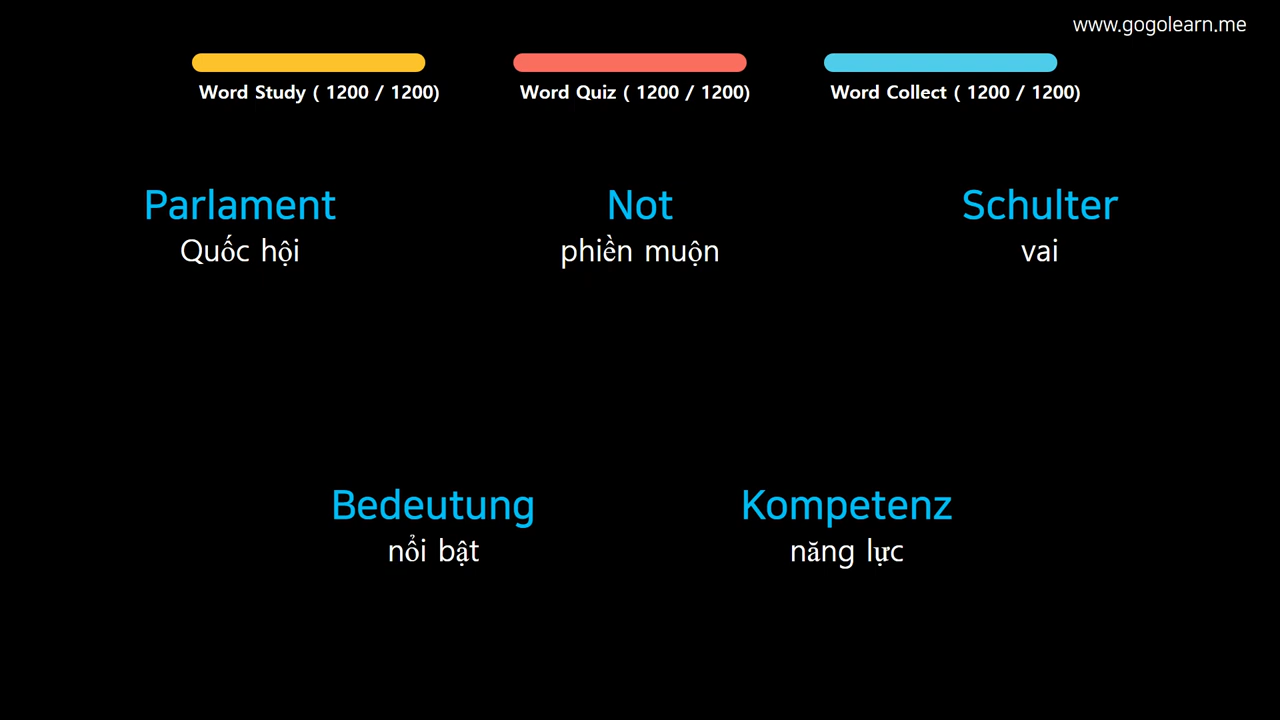 www.gogolearn.me
Word Study ( 1200 / 1200)
Word Quiz ( 1200 / 1200)
Word Collect ( 1200 / 1200)
Parlament
Quốc hội
Not
phiền muộn
Schulter
vai
Bedeutung
nổi bật
Kompetenz
năng lực